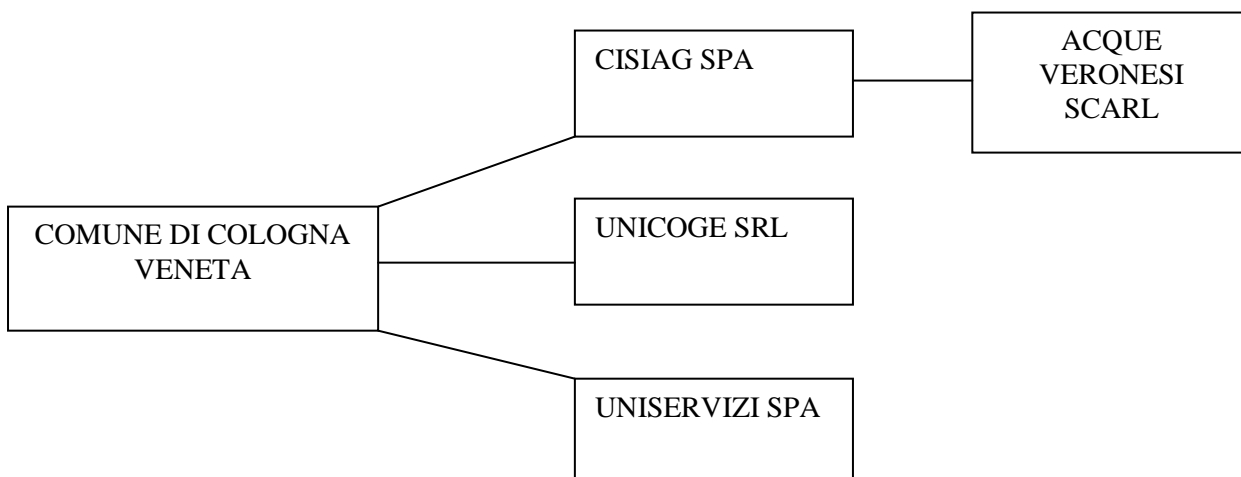 CISIAG SPA
ACQUE
VERONESI
SCARL
COMUNE DI COLOGNA
VENETA
UNICOGE SRL
UNISERVIZI SPA